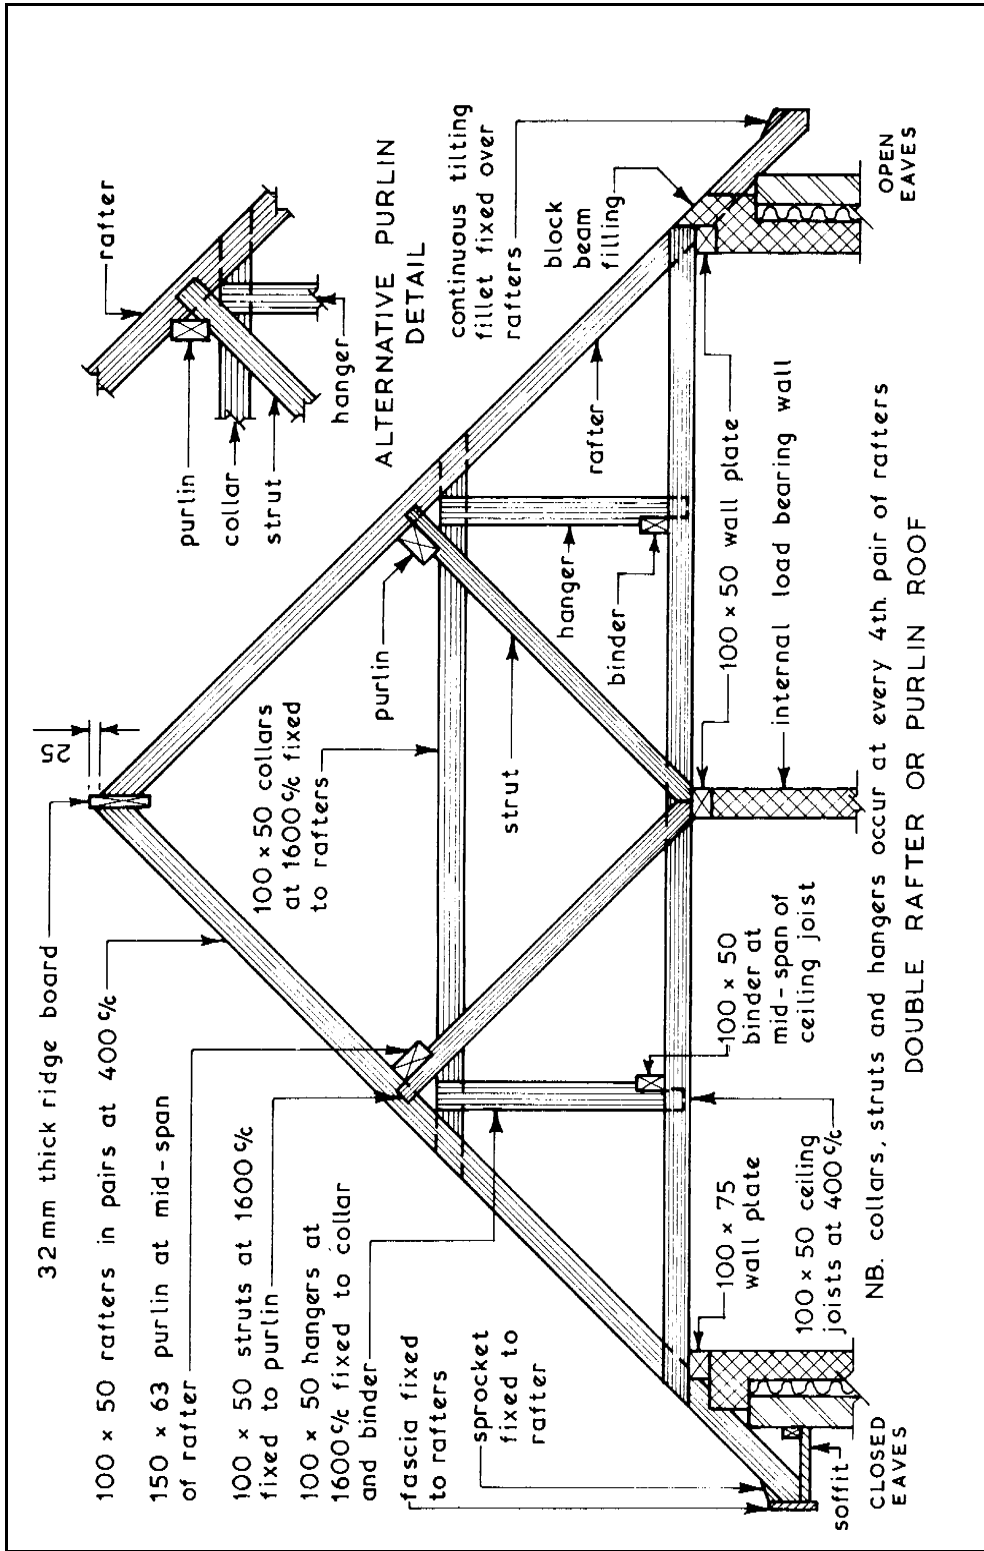 32mm thick ridge board
25
100 × 50 rafters in pairs at 400 c/c
150 × 63 purlin at mid-span
of rafter
100 × 50 struts at 1600 c/c
fixed to purlin
100 × 50 hangers at
1600 c/c fixed to collar
and binder
fascia fixed
to rafters
sprocket
fixed to
rafter
soffit
CLOSED
EAVES
100 × 75
wall plate
100 × 50 ceiling
joists at 400 c/c
100 × 50
binder at
mid-span of
ceiling joist
100 × 50 collars
at 1600 c/c fixed
to rafters
strut
purlin
hanger
binder
rafter
100 × 50 wall plate
internal load bearing wall
rafter
purlin
collar
strut
hanger
ALTERNATIVE PURLIN
DETAIL
continuous tilting
fillet fixed over
rafters
block
beam
filling
OPEN
EAVES
NB. collars, struts and hangers occur at every 4th. pair of rafters
DOUBLE RAFTER OR PURLIN ROOF